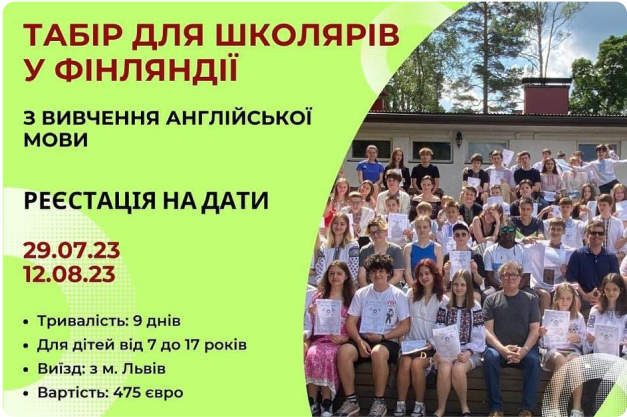 ТАБІР ДЛЯ ШКОЛЯРІВ
У ФІНЛЯНДІЇ
З ВИВЧЕННЯ АНГЛІЙСЬКОЇ
МОВИ
РЕЄСТАЦІЯ НА ДАТИ
29.07.23
12.08.23
• Тривалість: 9 днів
• Для дітей від 7 до 17 років
• Виїзд: з м. Львів
• Вартість: 475 євро